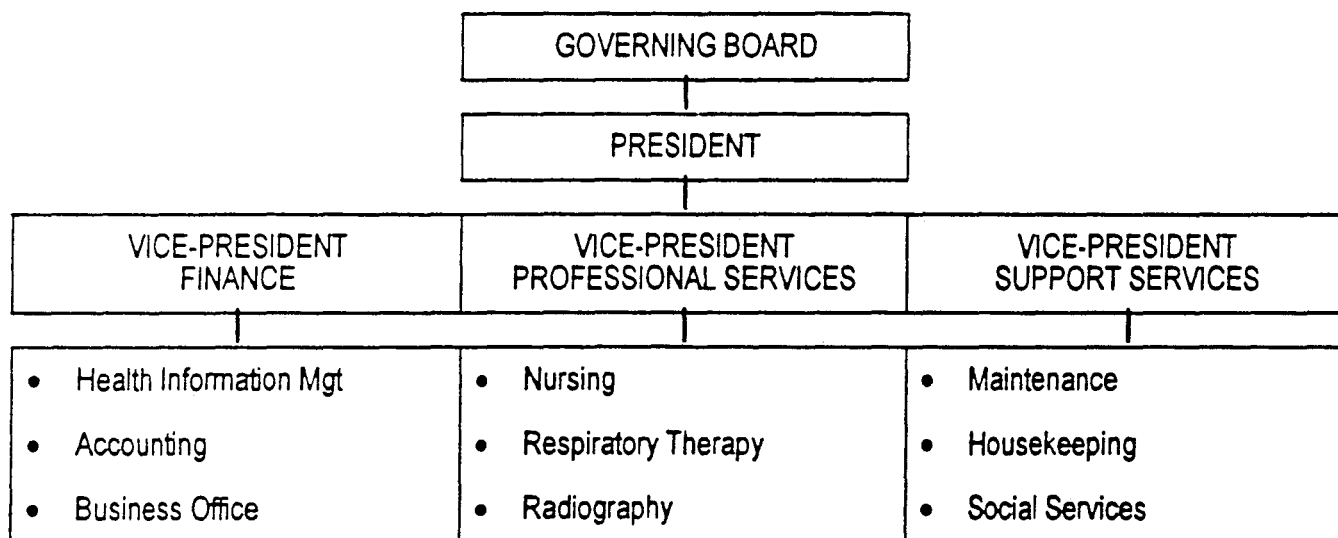 GOVERNING BOARD
PRESIDENT
VICE-PRESIDENT
FINANCE
VICE-PRESIDENT
PROFESSIONAL SERVICES
VICE-PRESIDENT
SUPPORT SERVICES
• Health Information Mgt
• Accounting
• Business Office
• Nursing
• Respiratory Therapy
• Radiography
• Maintenance
• Housekeeping
• Social Services